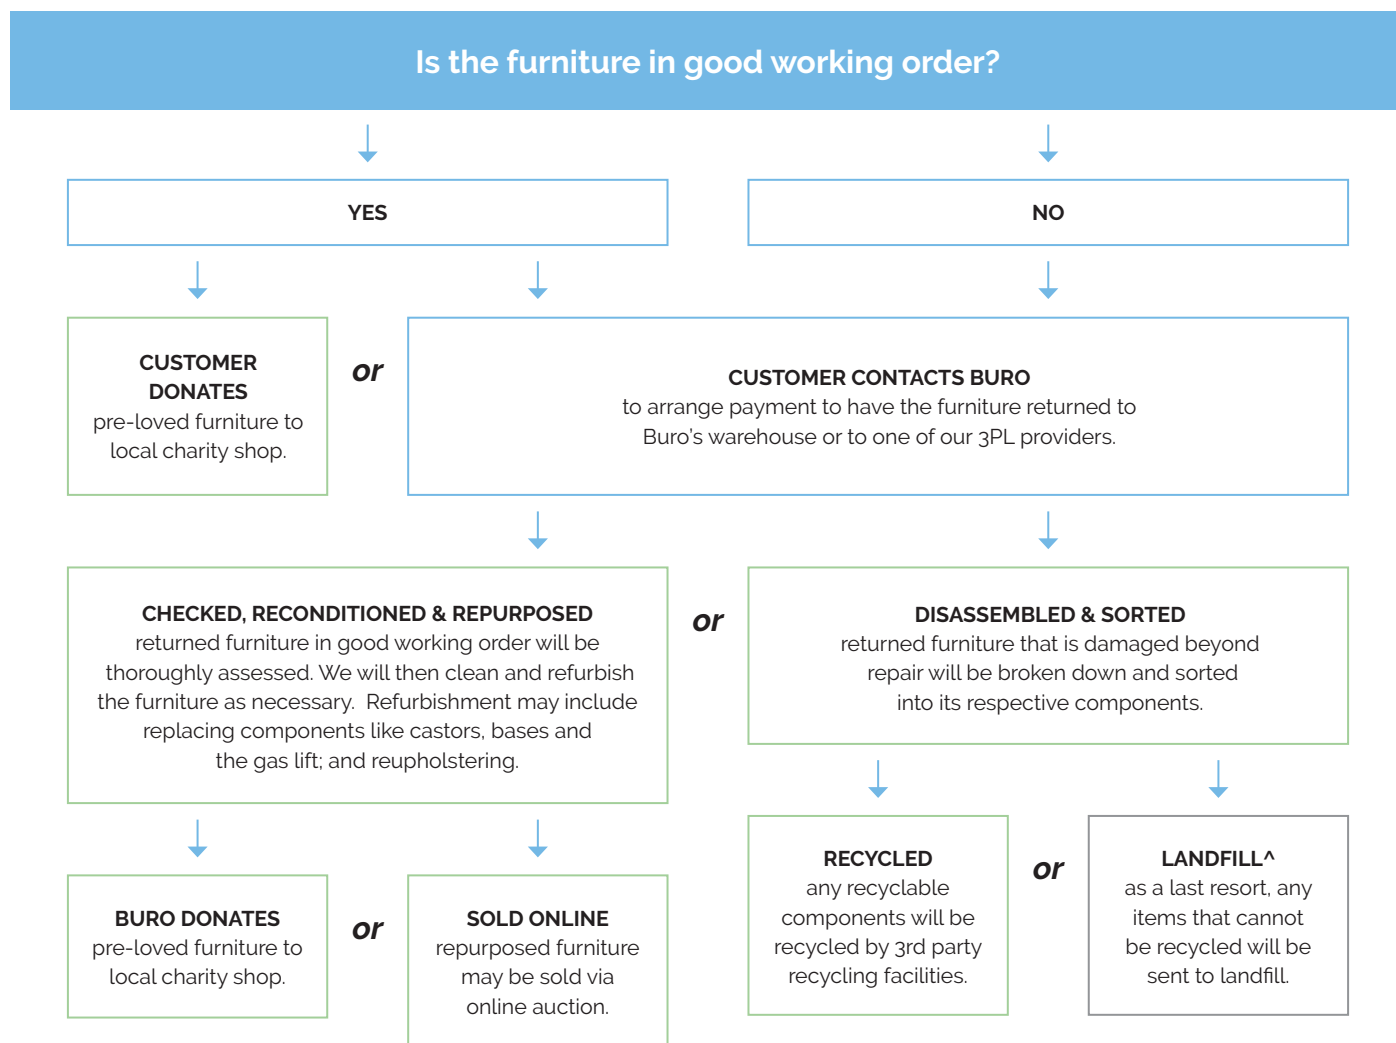 Is the furniture in good working order?
YES
NO
CUSTOMER
DONATES
pre-loved furniture to
local charity shop.
or
CUSTOMER CONTACTS BURO
to arrange payment to have the furniture returned to
Buro's warehouse or to one of our 3PL providers.
CHECKED, RECONDITIONED & REPURPOSED
returned furniture in good working order will be
thoroughly assessed. We will then clean and refurbish
the furniture as necessary.  Refurbishment may include
replacing components like castors, bases and
the gas lift; and reupholstering.
or
DISASSEMBLED & SORTED
returned furniture that is damaged beyond
repair will be broken down and sorted
into its respective components.
BURO DONATES
pre-loved furniture to
local charity shop.
or
SOLD ONLINE
repurposed furniture
may be sold via
online auction.
RECYCLED
any recyclable
components will be
recycled by 3rd party
recycling facilities.
or
LANDFILL^
as a last resort, any
items that cannot
be recycled will be
sent to landfill.